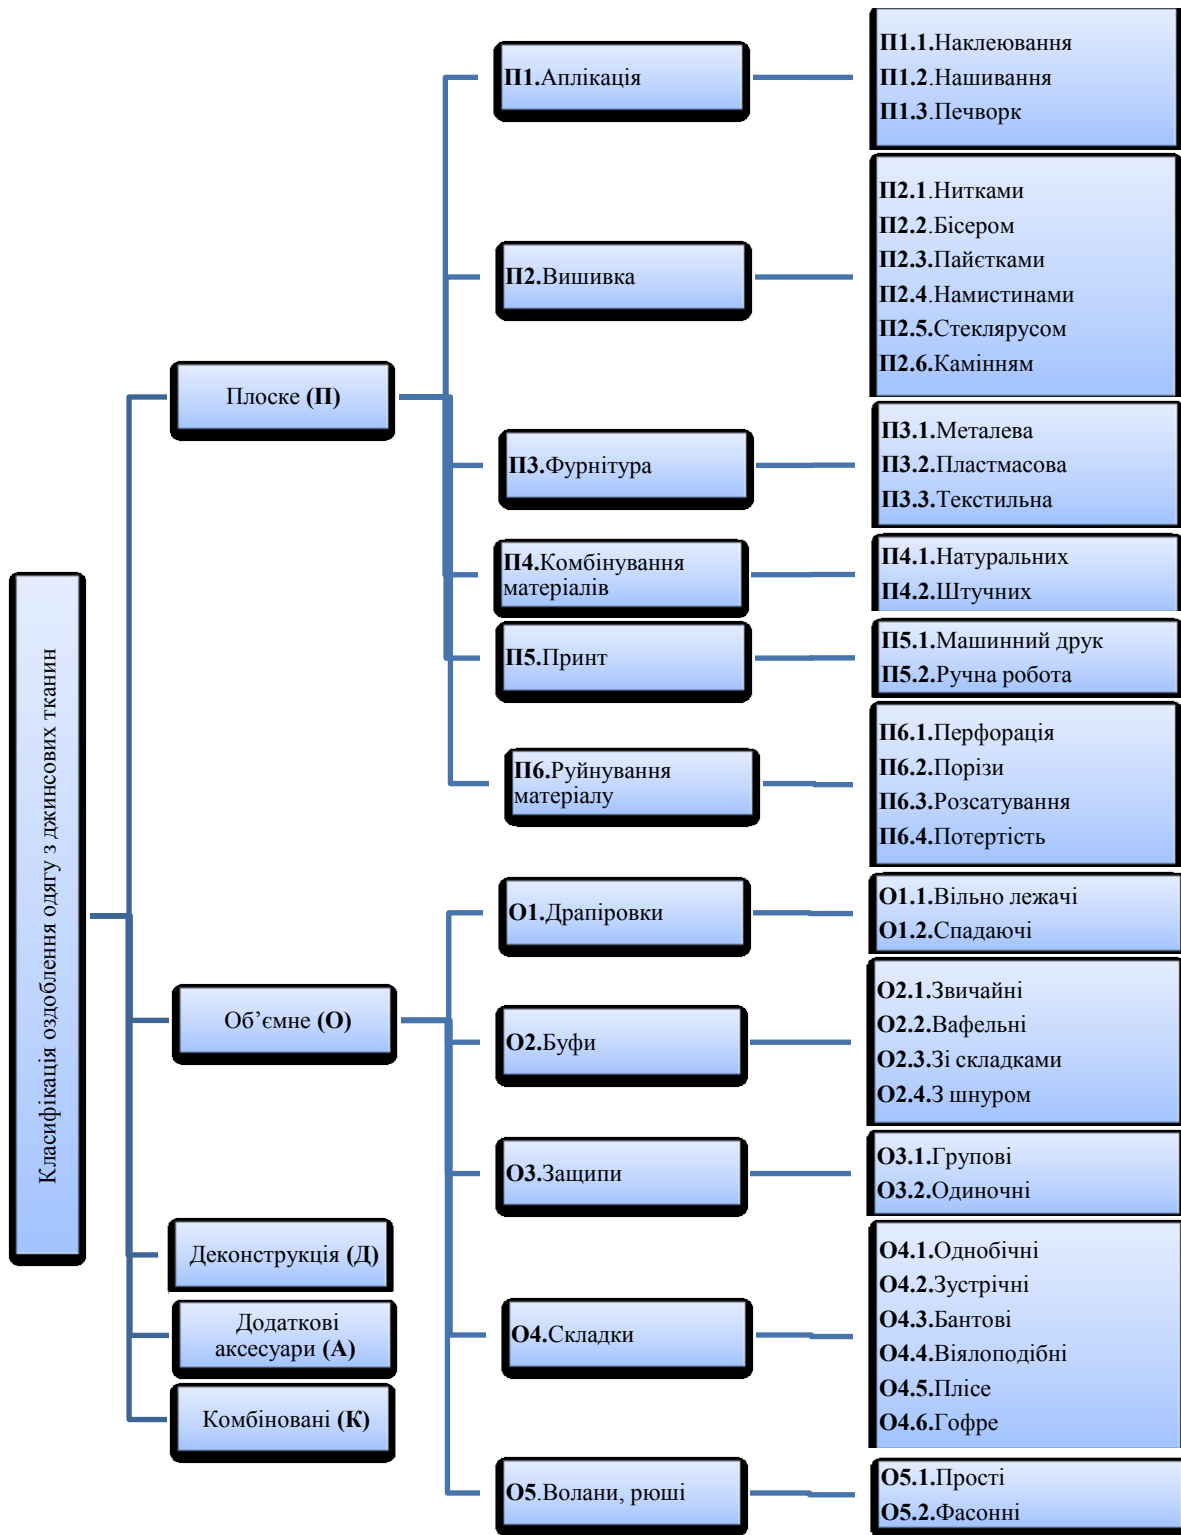 Класифікація оздоблення одягу з джинсових тканин
Плоске (П)
П1.Аплікація
П1.1.Наклеювання
П1.2.Нашивання
П1.3.Печворк
П2.Вишивка
П2.1.Нитками
П2.2.Бісером
П2.3.Пайєтками
П2.4.Намистинами
П2.5.Стеклярусом
П2.6.Камінням
П3.Фурнітура
П3.1.Металева
П3.2.Пластмасова
П3.3.Текстильна
П4.Комбінування
матеріалів
П4.1.Натуральних
П4.2.Штучних
П5.Принт
П5.1.Машинний друк
П5.2.Ручна робота
П6.Руйнування
матеріалу
П6.1.Перфорація
П6.2.Порізи
П6.3.Розсатування
П6.4.Потертість
Об’ємне (О)
О1.Драпіровки
О1.1.Вільно лежачі
О1.2.Спадаючі
О2.Буфи
О2.1.Звичайні
О2.2.Вафельні
О2.3.Зі складками
О2.4.З шнуром
О3.Защипи
О3.1.Групові
О3.2.Одиночні
О4.Складки
О4.1.Однобічні
О4.2.Зустрічні
О4.3.Бантові
О4.4.Віялоподібні
О4.5.Плісе
О4.6.Гофре
О5.Волани, рюші
О5.1.Прості
О5.2.Фасонні
Деконструкція (Д)
Додаткові
аксесуари (А)
Комбіновані (К)